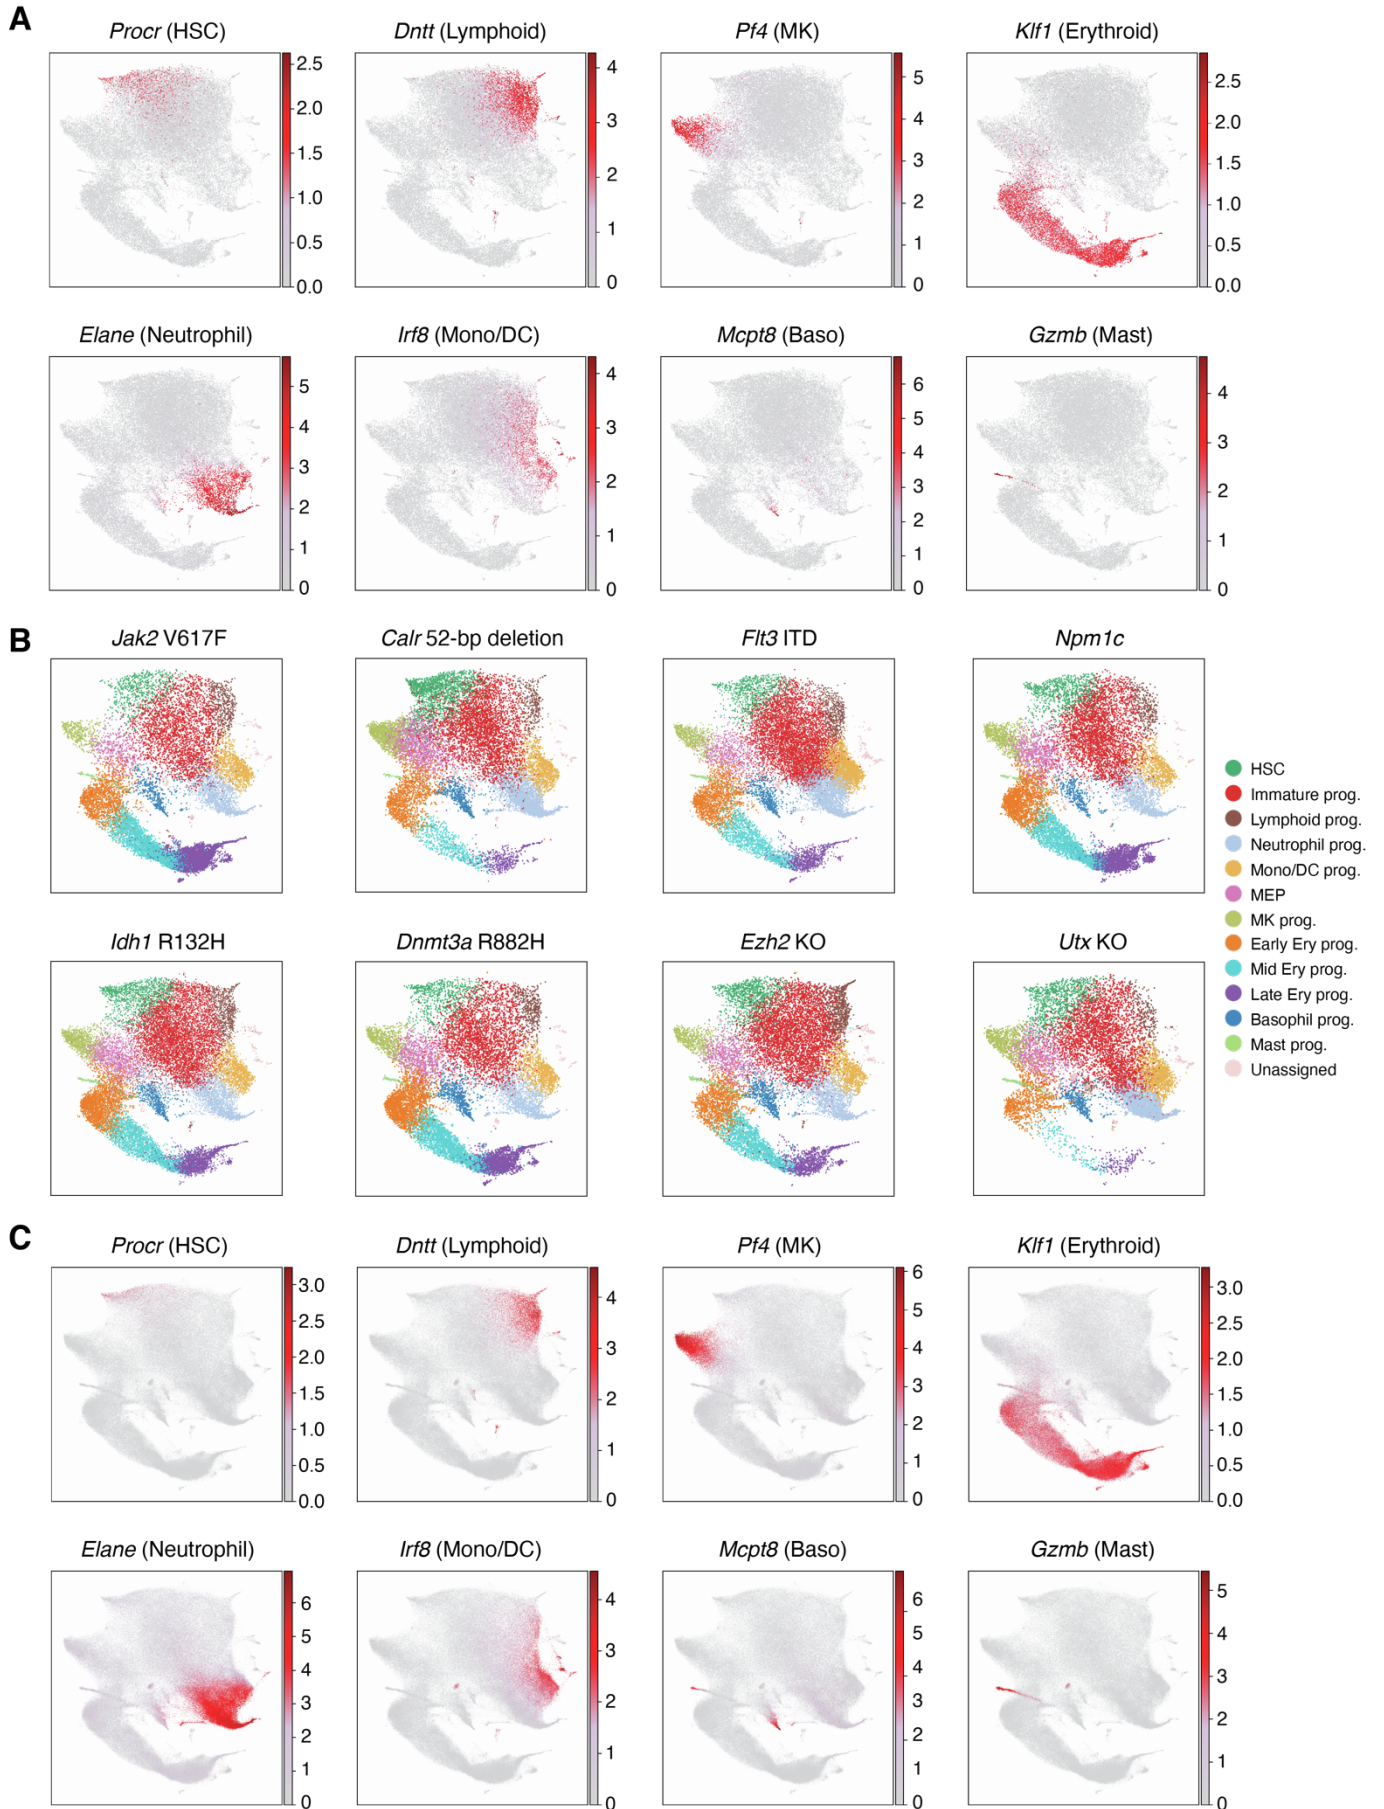 A
Procr (HSC)
Dntt (Lymphoid)
Pf4 (MK)
Klf1 (Erythroid)
2.5
2.0
1.5
1.0
0.5
0.0
4
3
2
1
0
5
4
3
2
1
0
2.5
2.0
1.5
1.0
0.5
0.0
Elane (Neutrophil)
Irf8 (Mono/DC)
Mcpt8 (Baso)
Gzmb (Mast)
5
4
3
2
1
0
4
3
2
1
0
6
5
4
3
2
1
0
4
3
2
1
0
B
Jak2 V617F
Calr 52-bp deletion
Flt3 ITD
Npm1c
Idh1 R132H
Dnmt3a R882H
Ezh2 KO
Utx KO
HSC
Immature prog.
Lymphoid prog.
Neutrophil prog.
Mono/DC prog.
MEP
MK prog.
Early Ery prog.
Mid Ery prog.
Late Ery prog.
Basophil prog.
Mast prog.
Unassigned
C
Procr (HSC)
Dntt (Lymphoid)
Pf4 (MK)
Klf1 (Erythroid)
3.0
2.5
2.0
1.5
1.0
0.5
0.0
4
3
2
1
0
6
5
4
3
2
1
0
3.0
2.5
2.0
1.5
1.0
0.5
0.0
Elane (Neutrophil)
Irf8 (Mono/DC)
Mcpt8 (Baso)
Gzmb (Mast)
6
5
4
3
2
1
0
4
3
2
1
0
6
5
4
3
2
1
0
5
4
3
2
1
0